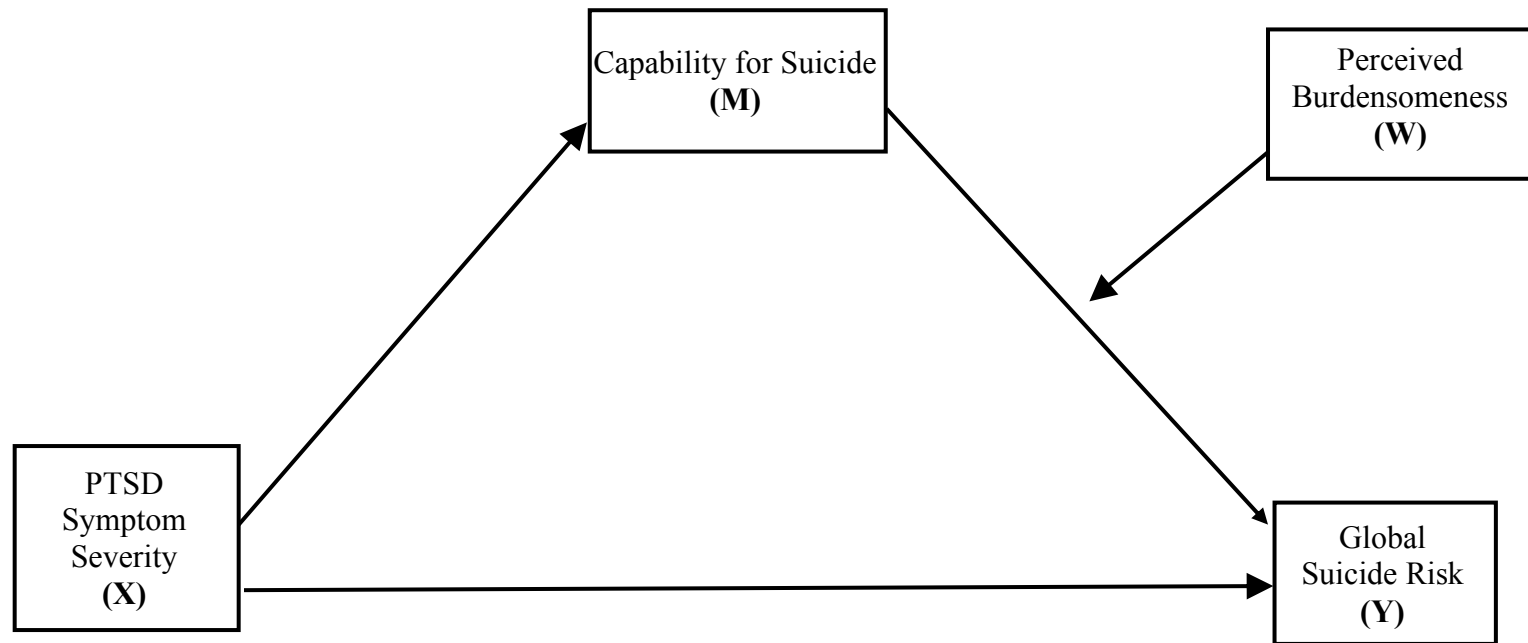 Capability for Suicide
(M)
Perceived
Burdensomeness
(W)
PTSD
Symptom
Severity
(X)
Global
Suicide Risk
(Y)